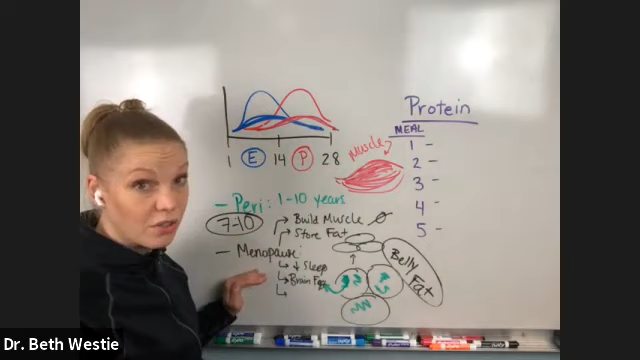 Protein
MEAL
1 -
2 -
3 -
4 -
5 -
Muscle
1 E 14 P 28
- Peri: 1-10 years
7-10
→ Build Muscle
→ Store Fat
- Menopause
↳ ↓ Sleep
↳ Brain Fog
Belly
Fat
Dr. Beth Westie